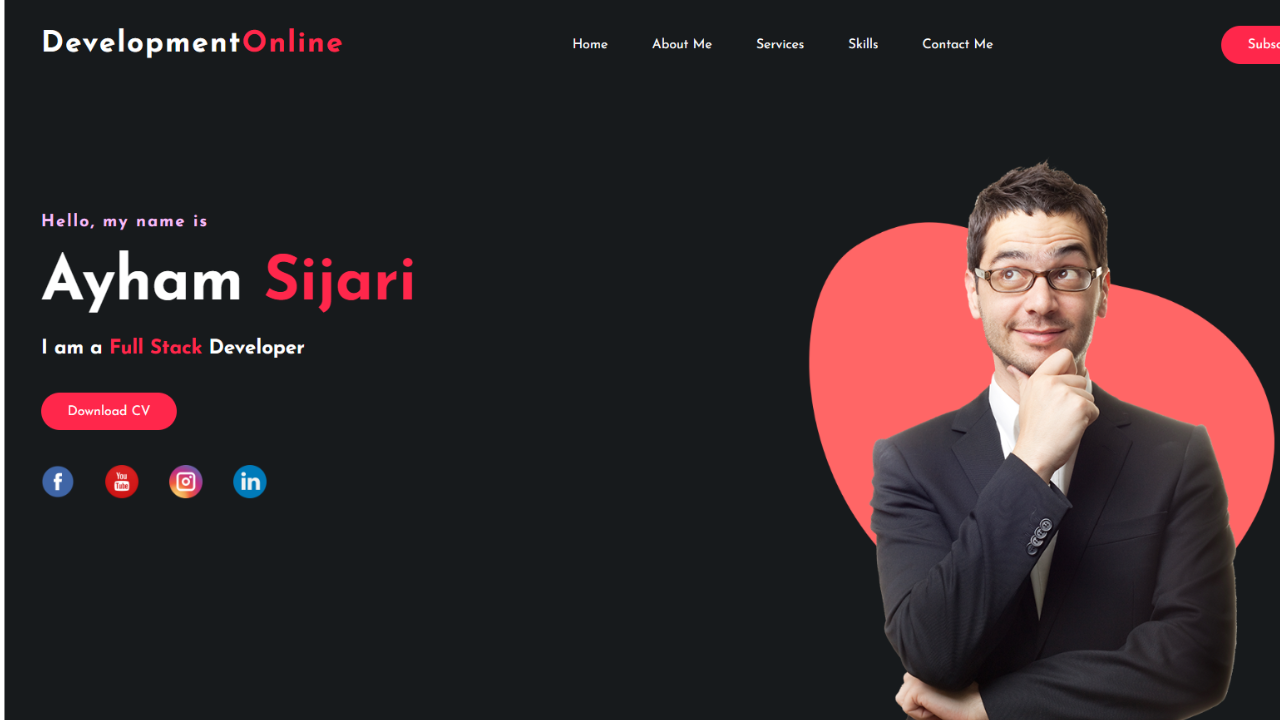 DevelopmentOnline
Home About Me Services Skills Contact Me
Hello, my name is
Ayham Sijari
I am a Full Stack Developer
Download CV
f You Tube in